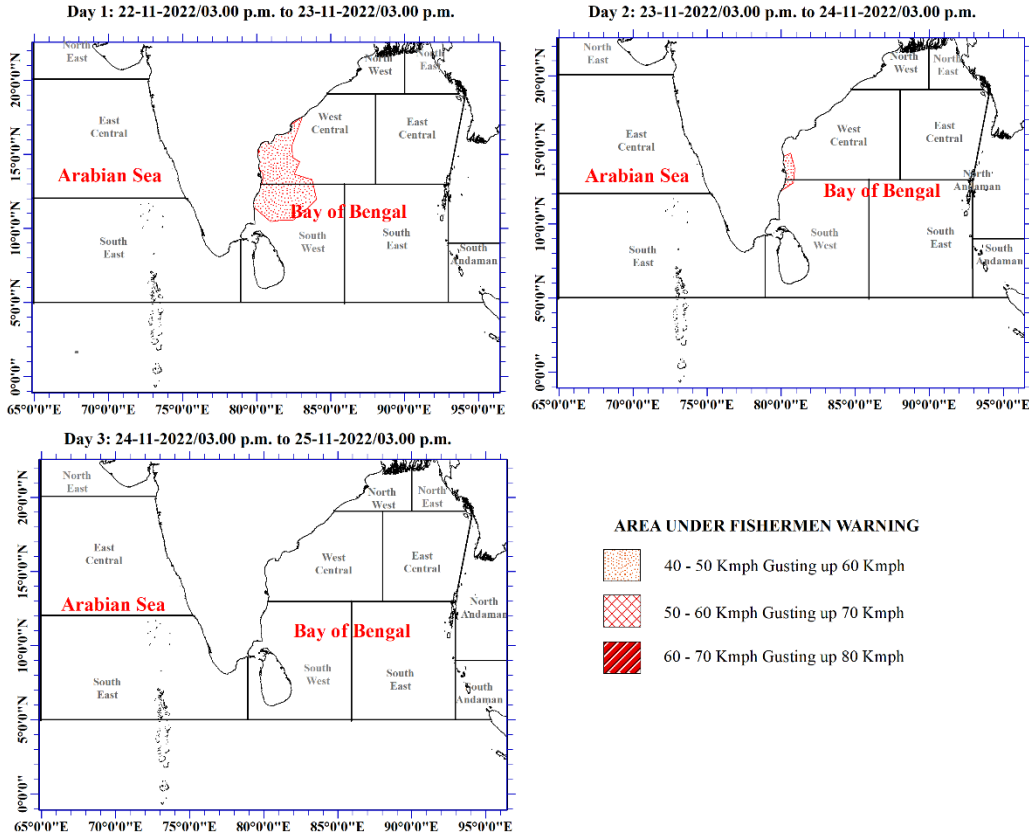 Day 1: 22-11-2022/03.00 p.m. to 23-11-2022/03.00 p.m.
North
East
North
West
North
East
East
Central
West
Central
East
Central
Arabian Sea
Bay of Bengal
South
East
South
West
South
East
South
Andaman
20°0'0"N
15°0'0"N
10°0'0"N
5°0'0"N
0°0'0"
65°0'0"E 70°0'0"E 75°0'0"E 80°0'0"E 85°0'0"E 90°0'0"E 95°0'0"E
Day 2: 23-11-2022/03.00 p.m. to 24-11-2022/03.00 p.m.
North
East
North
West
North
East
East
Central
West
Central
East
Central
Arabian Sea
Bay of Bengal
North
Andaman
South
East
South
West
South
East
South
Andaman
20°0'0"N
15°0'0"N
10°0'0"N
5°0'0"N
0°0'0"
65°0'0"E 70°0'0"E 75°0'0"E 80°0'0"E 85°0'0"E 90°0'0"E 95°0'0"E
Day 3: 24-11-2022/03.00 p.m. to 25-11-2022/03.00 p.m.
North
East
North
West
North
East
East
Central
West
Central
East
Central
Arabian Sea
Bay of Bengal
North
Andaman
South
East
South
West
South
East
South
Andaman
20°0'0"N
15°0'0"N
10°0'0"N
5°0'0"N
0°0'0"
65°0'0"E 70°0'0"E 75°0'0"E 80°0'0"E 85°0'0"E 90°0'0"E 95°0'0"E
AREA UNDER FISHERMEN WARNING
40 - 50 Kmph Gusting up 60 Kmph
50 - 60 Kmph Gusting up 70 Kmph
60 - 70 Kmph Gusting up 80 Kmph